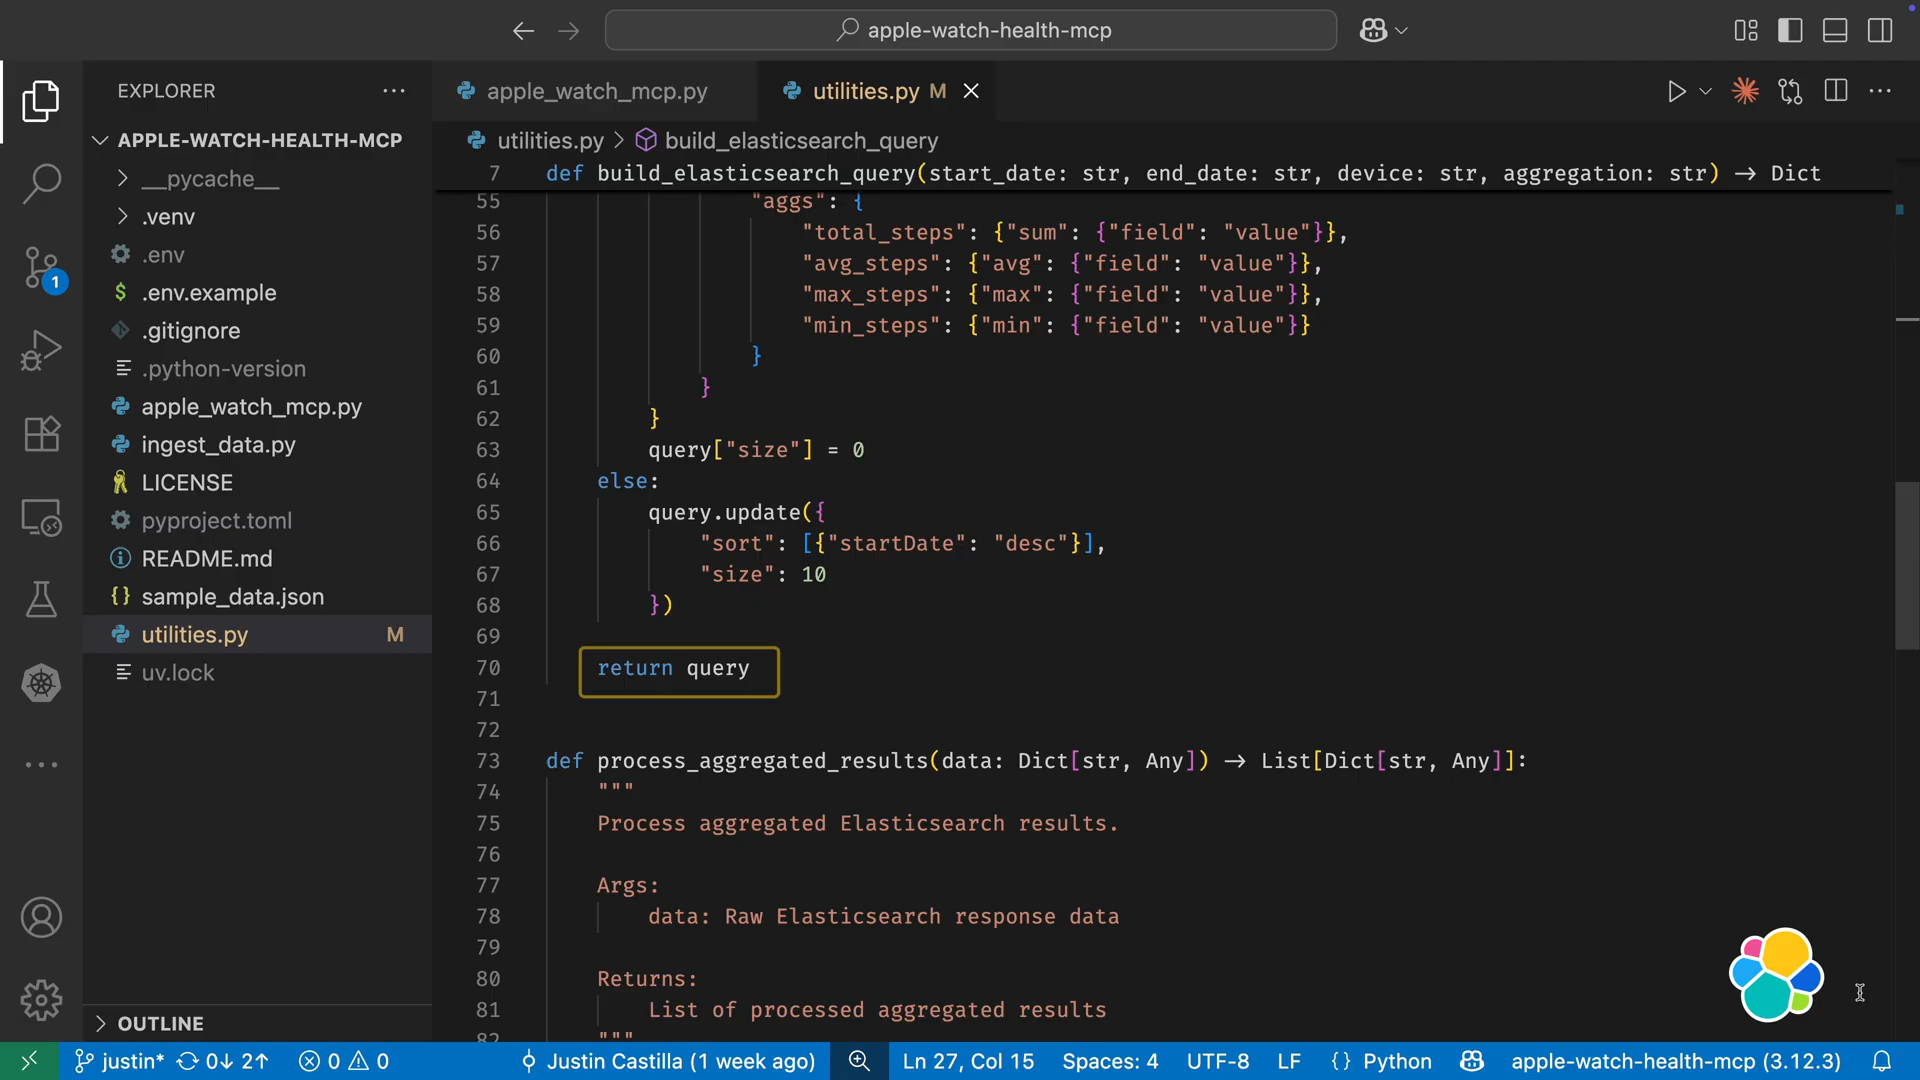 apple-watch-health-mcp
EXPLORER
APPLE-WATCH-HEALTH-MCP
__pycache__
.venv
.env
.env.example
.gitignore
.python-version
apple_watch_mcp.py
ingest_data.py
LICENSE
pyproject.toml
README.md
sample_data.json
utilities.py M
uv.lock
OUTLINE
1
apple_watch_mcp.py
utilities.py M
utilities.py > build_elasticsearch_query
7 def build_elasticsearch_query(start_date: str, end_date: str, device: str, aggregation: str) → Dict
55 "aggs": {
56 "total_steps": {"sum": {"field": "value"}},
57 "avg_steps": {"avg": {"field": "value"}},
58 "max_steps": {"max": {"field": "value"}},
59 "min_steps": {"min": {"field": "value"}}
60 }
61 }
62 }
63 query["size"] = 0
64 else:
65 query.update({
66 "sort": [{"startDate": "desc"}],
67 "size": 10
68 })
69
70 return query
71
72
73 def process_aggregated_results(data: Dict[str, Any]) → List[Dict[str, Any]]:
74 """
75 Process aggregated Elasticsearch results.
76
77 Args:
78 data: Raw Elasticsearch response data
79
80 Returns:
81 List of processed aggregated results
82 """
justin* 0↓ 2↑ 0 0 Justin Castilla (1 week ago) Ln 27, Col 15 Spaces: 4 UTF-8 LF {} Python apple-watch-health-mcp (3.12.3)